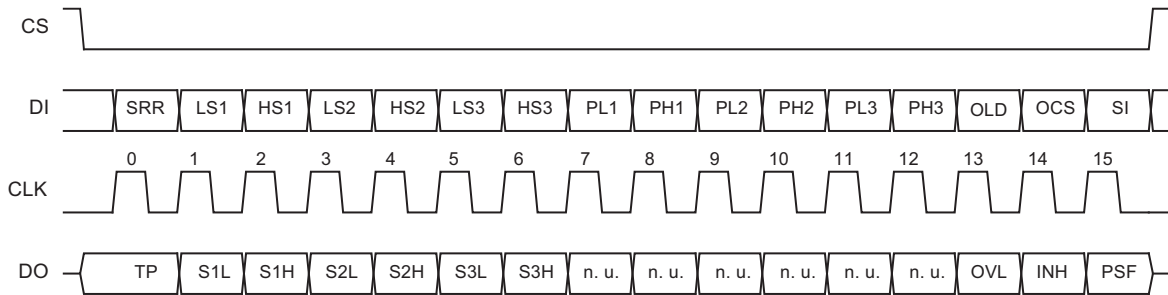 CS
DI SRR LS1 HS1 LS2 HS2 LS3 HS3 PL1 PH1 PL2 PH2 PL3 PH3 OLD OCS SI
0 1 2 3 4 5 6 7 8 9 10 11 12 13 14 15
CLK
DO TP S1L S1H S2L S2H S3L S3H n. u. n. u. n. u. n. u. n. u. n. u. OVL INH PSF